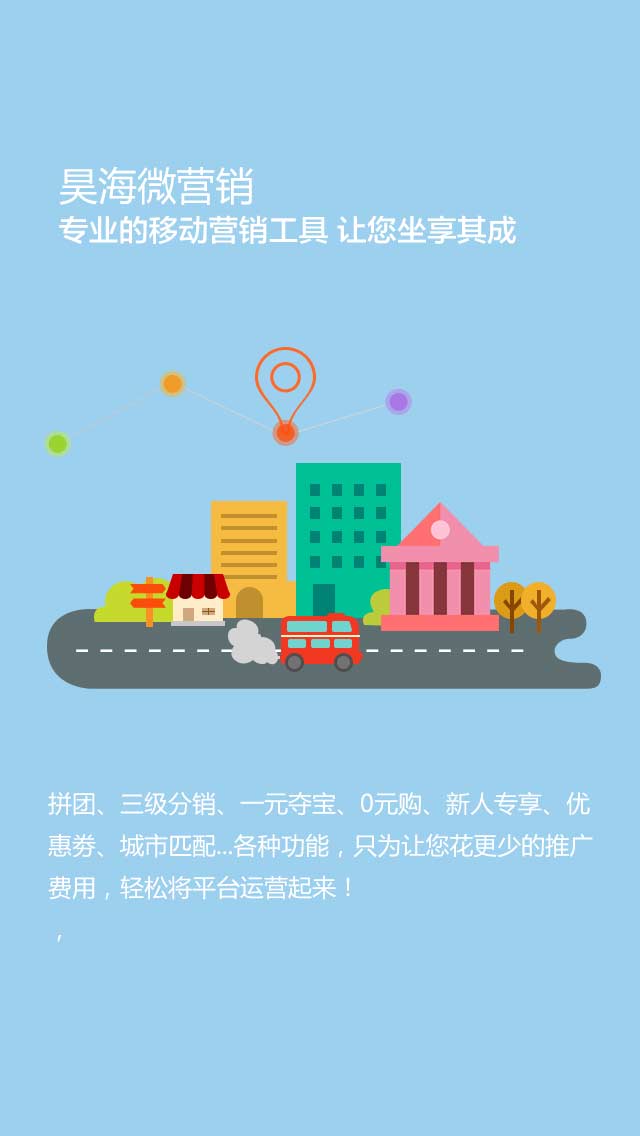 昊海微营销
专业的移动营销工具 让您坐享其成
拼团、三级分销、一元夺宝、0元购、新人专享、优
惠券、城市匹配...各种功能，只为让您花更少的推广
费用，轻松将平台运营起来！
，